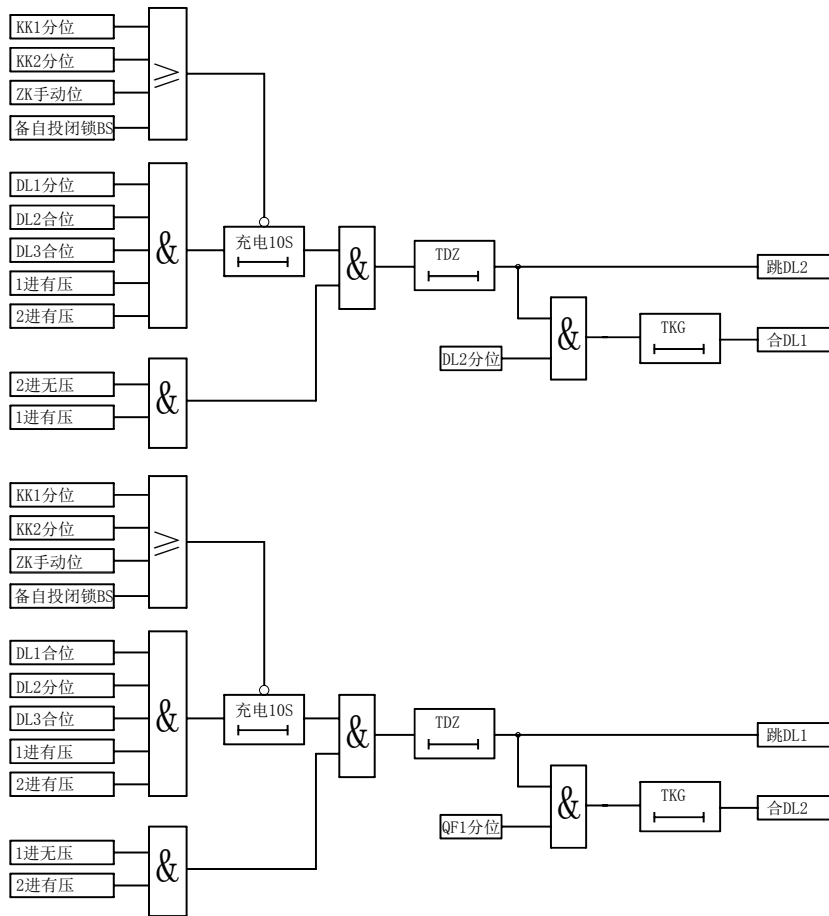 KK1分位
KK2分位
ZK手动位
备自投闭锁BS
≥
DL1分位
DL2合位
DL3合位
1进有压
2进有压
&
充电10S
&
TDZ
跳DL2
DL2分位
&
TKG
合DL1
2进无压
1进有压
&
KK1分位
KK2分位
ZK手动位
备自投闭锁BS
≥
DL1合位
DL2分位
DL3合位
1进有压
2进有压
&
充电10S
&
TDZ
跳DL1
QF1分位
&
TKG
合DL2
1进无压
2进有压
&